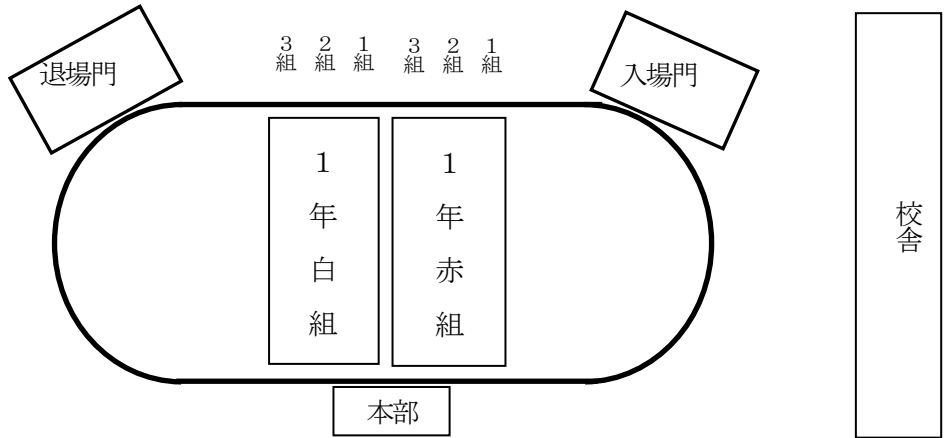 退場門
3組 2組 1組 3組 2組 1組
入場門
1年白組
1年赤組
校舎
本部